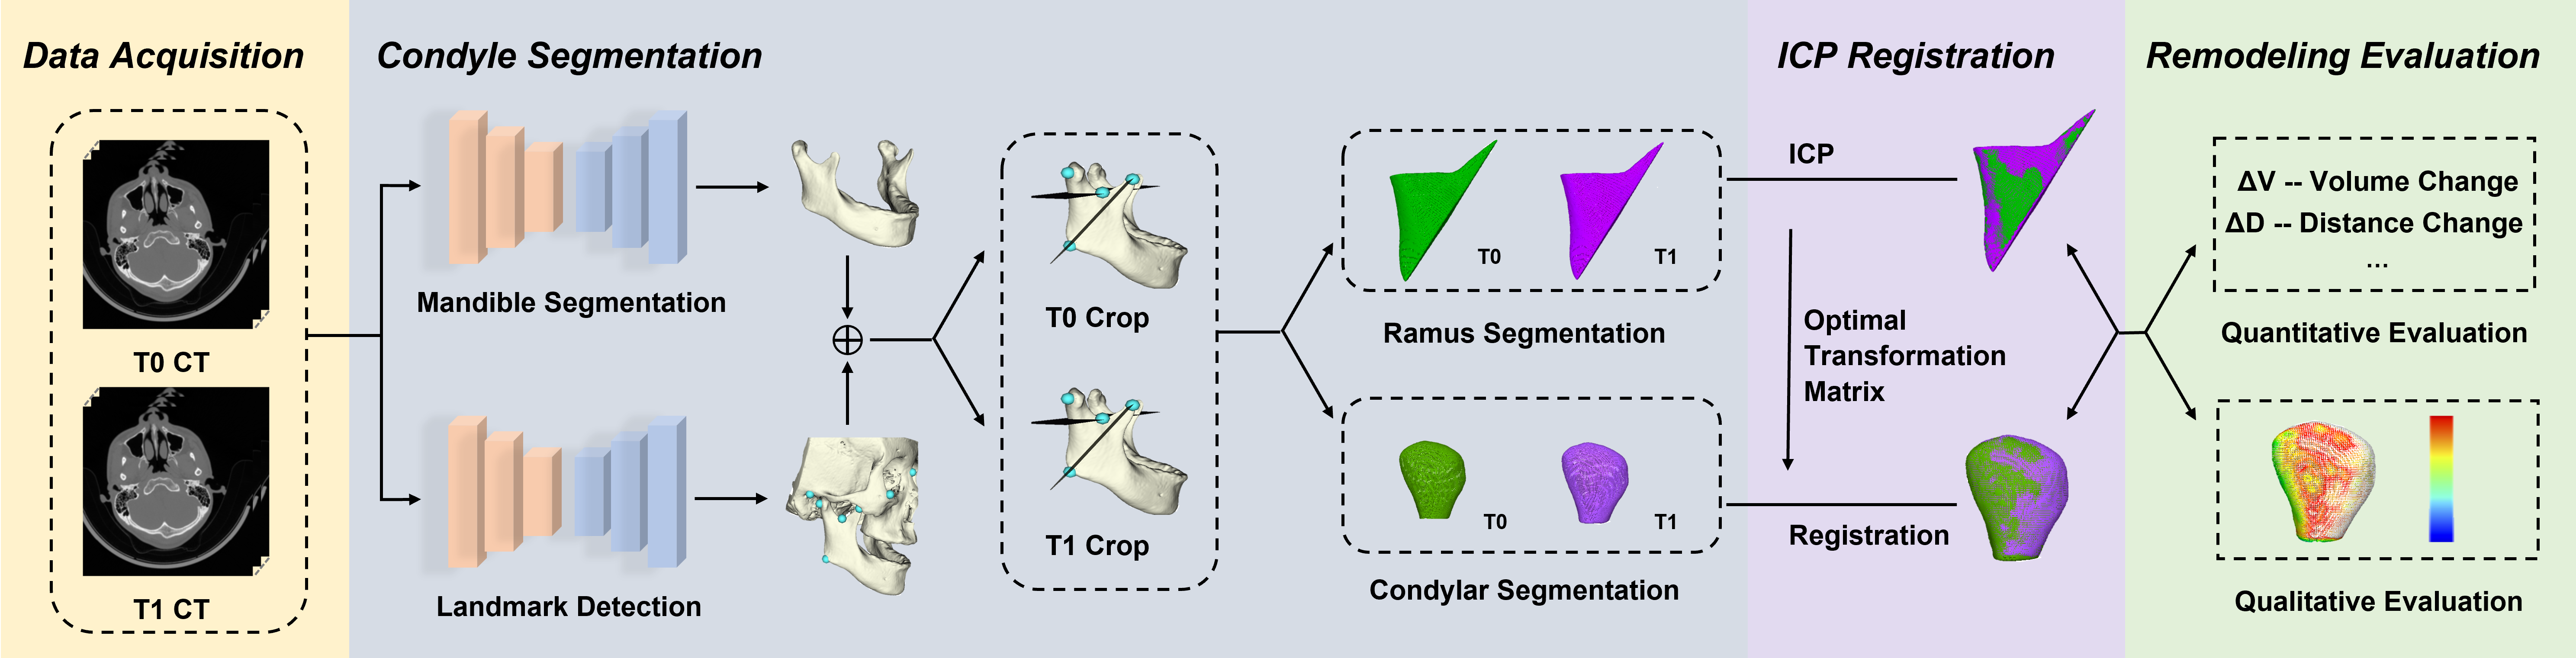 Data Acquisition
T0 CT
T1 CT
Condyle Segmentation
Mandible Segmentation
Landmark Detection
T0 Crop
T1 Crop
T0
T1
Ramus Segmentation
T0
T1
Condylar Segmentation
ICP Registration
ICP
Optimal
Transformation
Matrix
Registration
Remodeling Evaluation
ΔV -- Volume Change
ΔD -- Distance Change
...
Quantitative Evaluation
Qualitative Evaluation